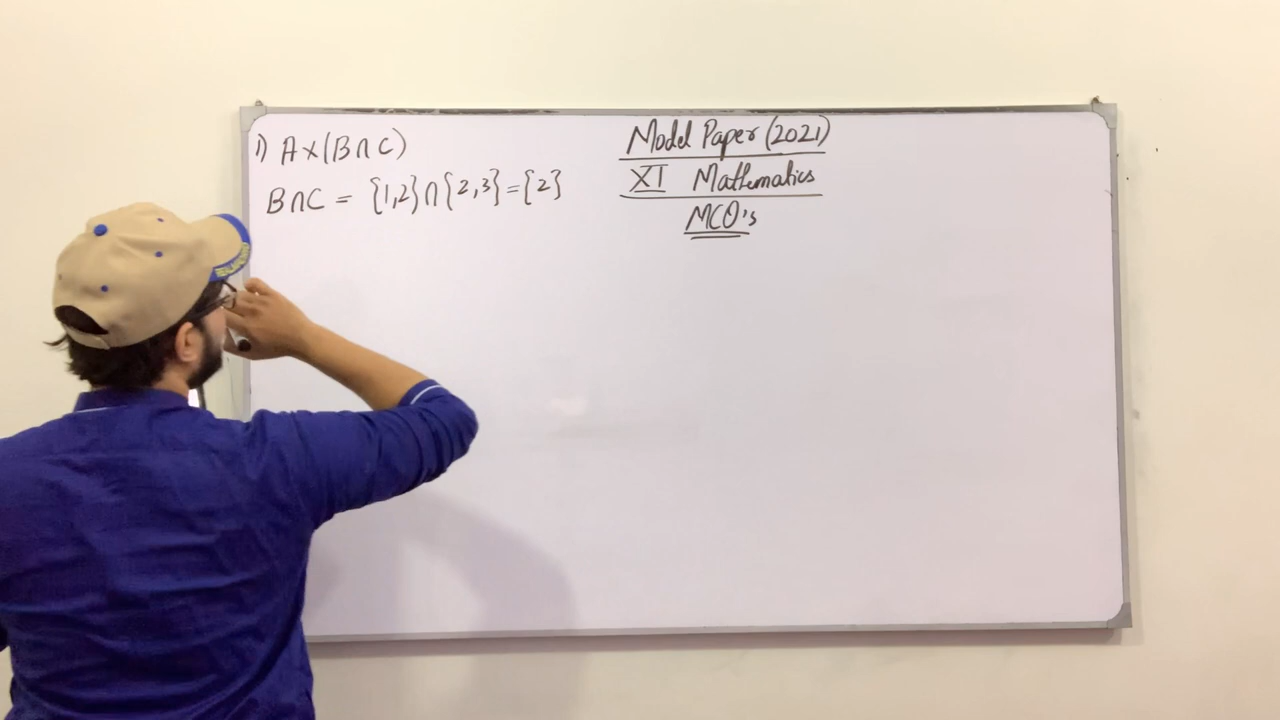 1) A×(B∩C)
B∩C = {1,2}∩{2,3}={2}
Model Paper (2021)
XI Mathematics
MCQ's